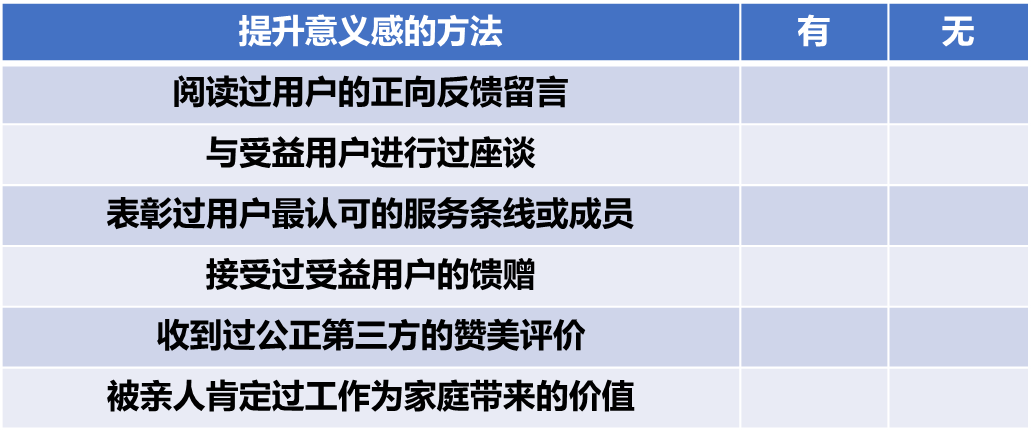 提升意义感的方法 有 无
阅读过用户的正向反馈留言
与受益用户进行过座谈
表彰过用户最认可的服务条线或成员
接受过受益用户的馈赠
收到过公正第三方的赞美评价
被亲人肯定过工作为家庭带来的价值